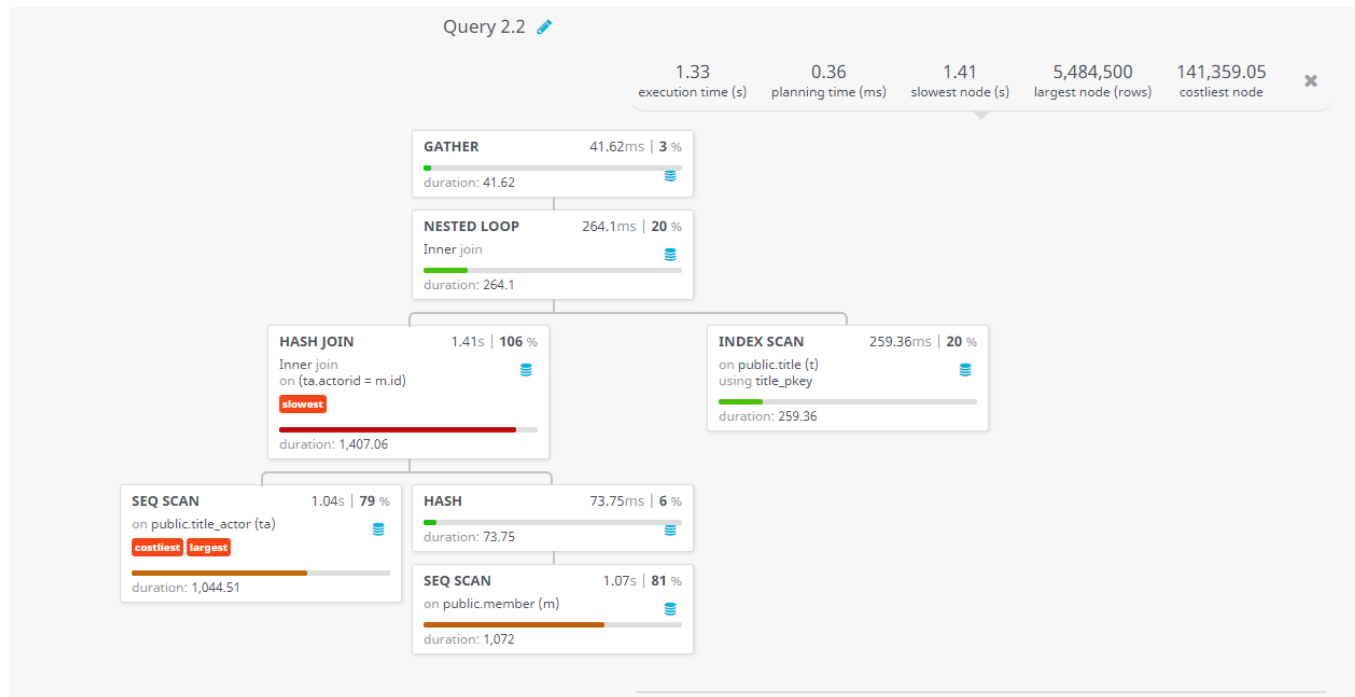 Query 2.2
1.33 0.36 1.41 5,484,500 141,359.05
execution time (s) planning time (ms) slowest node (s) largest node (rows) costliest node
GATHER 41.62ms | 3 %
duration: 41.62
NESTED LOOP 264.1ms | 20 %
Inner join
duration: 264.1
HASH JOIN 1.41s | 106 %
Inner join
on (ta.actorid = m.id)
slowest
duration: 1,407.06
INDEX SCAN 259.36ms | 20 %
on public.title (t)
using title_pkey
duration: 259.36
SEQ SCAN 1.04s | 79 %
on public.title_actor (ta)
costliest largest
duration: 1,044.51
HASH 73.75ms | 6 %
duration: 73.75
SEQ SCAN 1.07s | 81 %
on public.member (m)
duration: 1,072